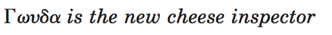 Γωνδα is the new cheese inspector